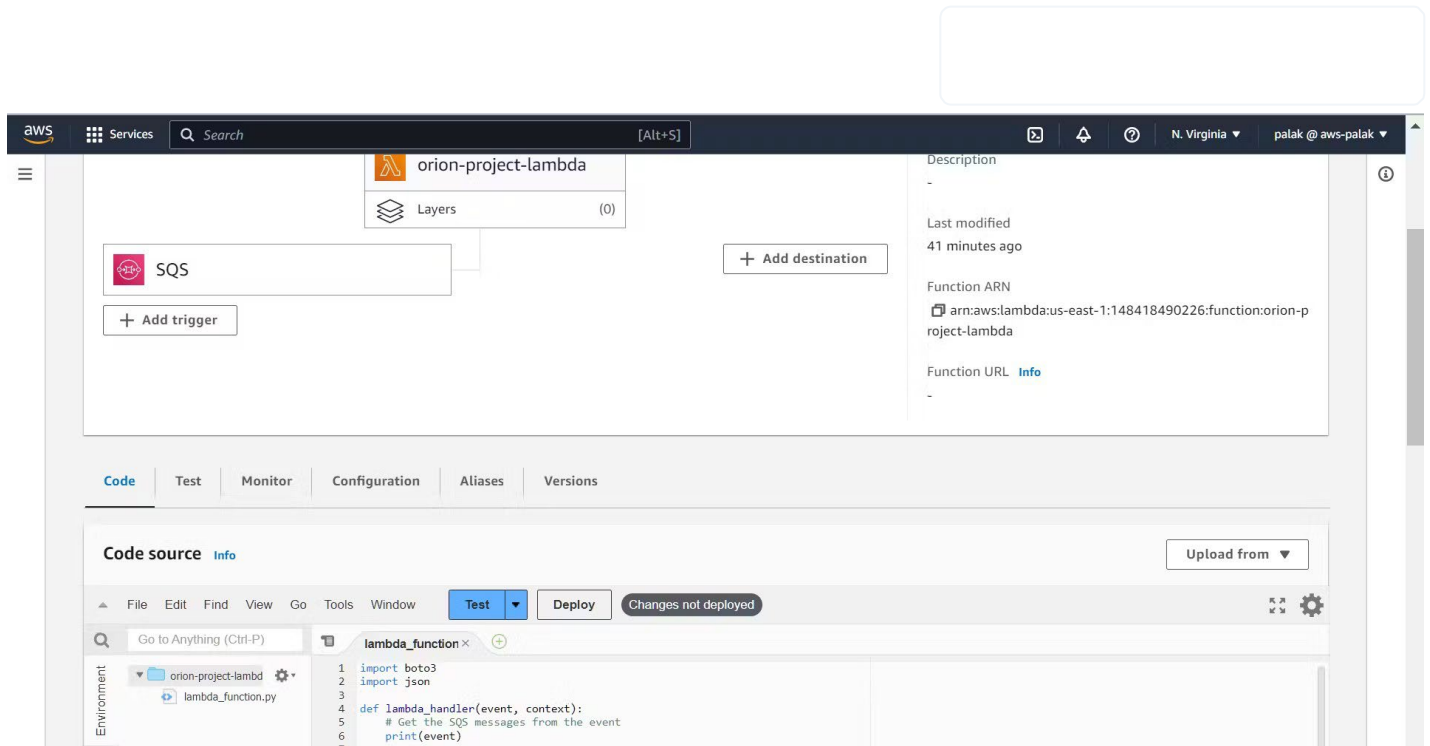 aws
Services
Search
[Alt+S]
N. Virginia ▼
palak @ aws-palak ▼
orion-project-lambda
Layers
(0)
SQS
+ Add trigger
+ Add destination
Description
-
Last modified
41 minutes ago
Function ARN
arn:aws:lambda:us-east-1:148418490226:function:orion-p
roject-lambda
Function URL Info
-
Code
Test
Monitor
Configuration
Aliases
Versions
Code source Info
Upload from ▼
File Edit Find View Go Tools Window
Test
Deploy
Changes not deployed
Go to Anything (Ctrl-P)
lambda_function ×
Environment
orion-project-lambd
lambda_function.py
1 import boto3
2 import json
3
4 def lambda_handler(event, context):
5 # Get the SQS messages from the event
6 print(event)